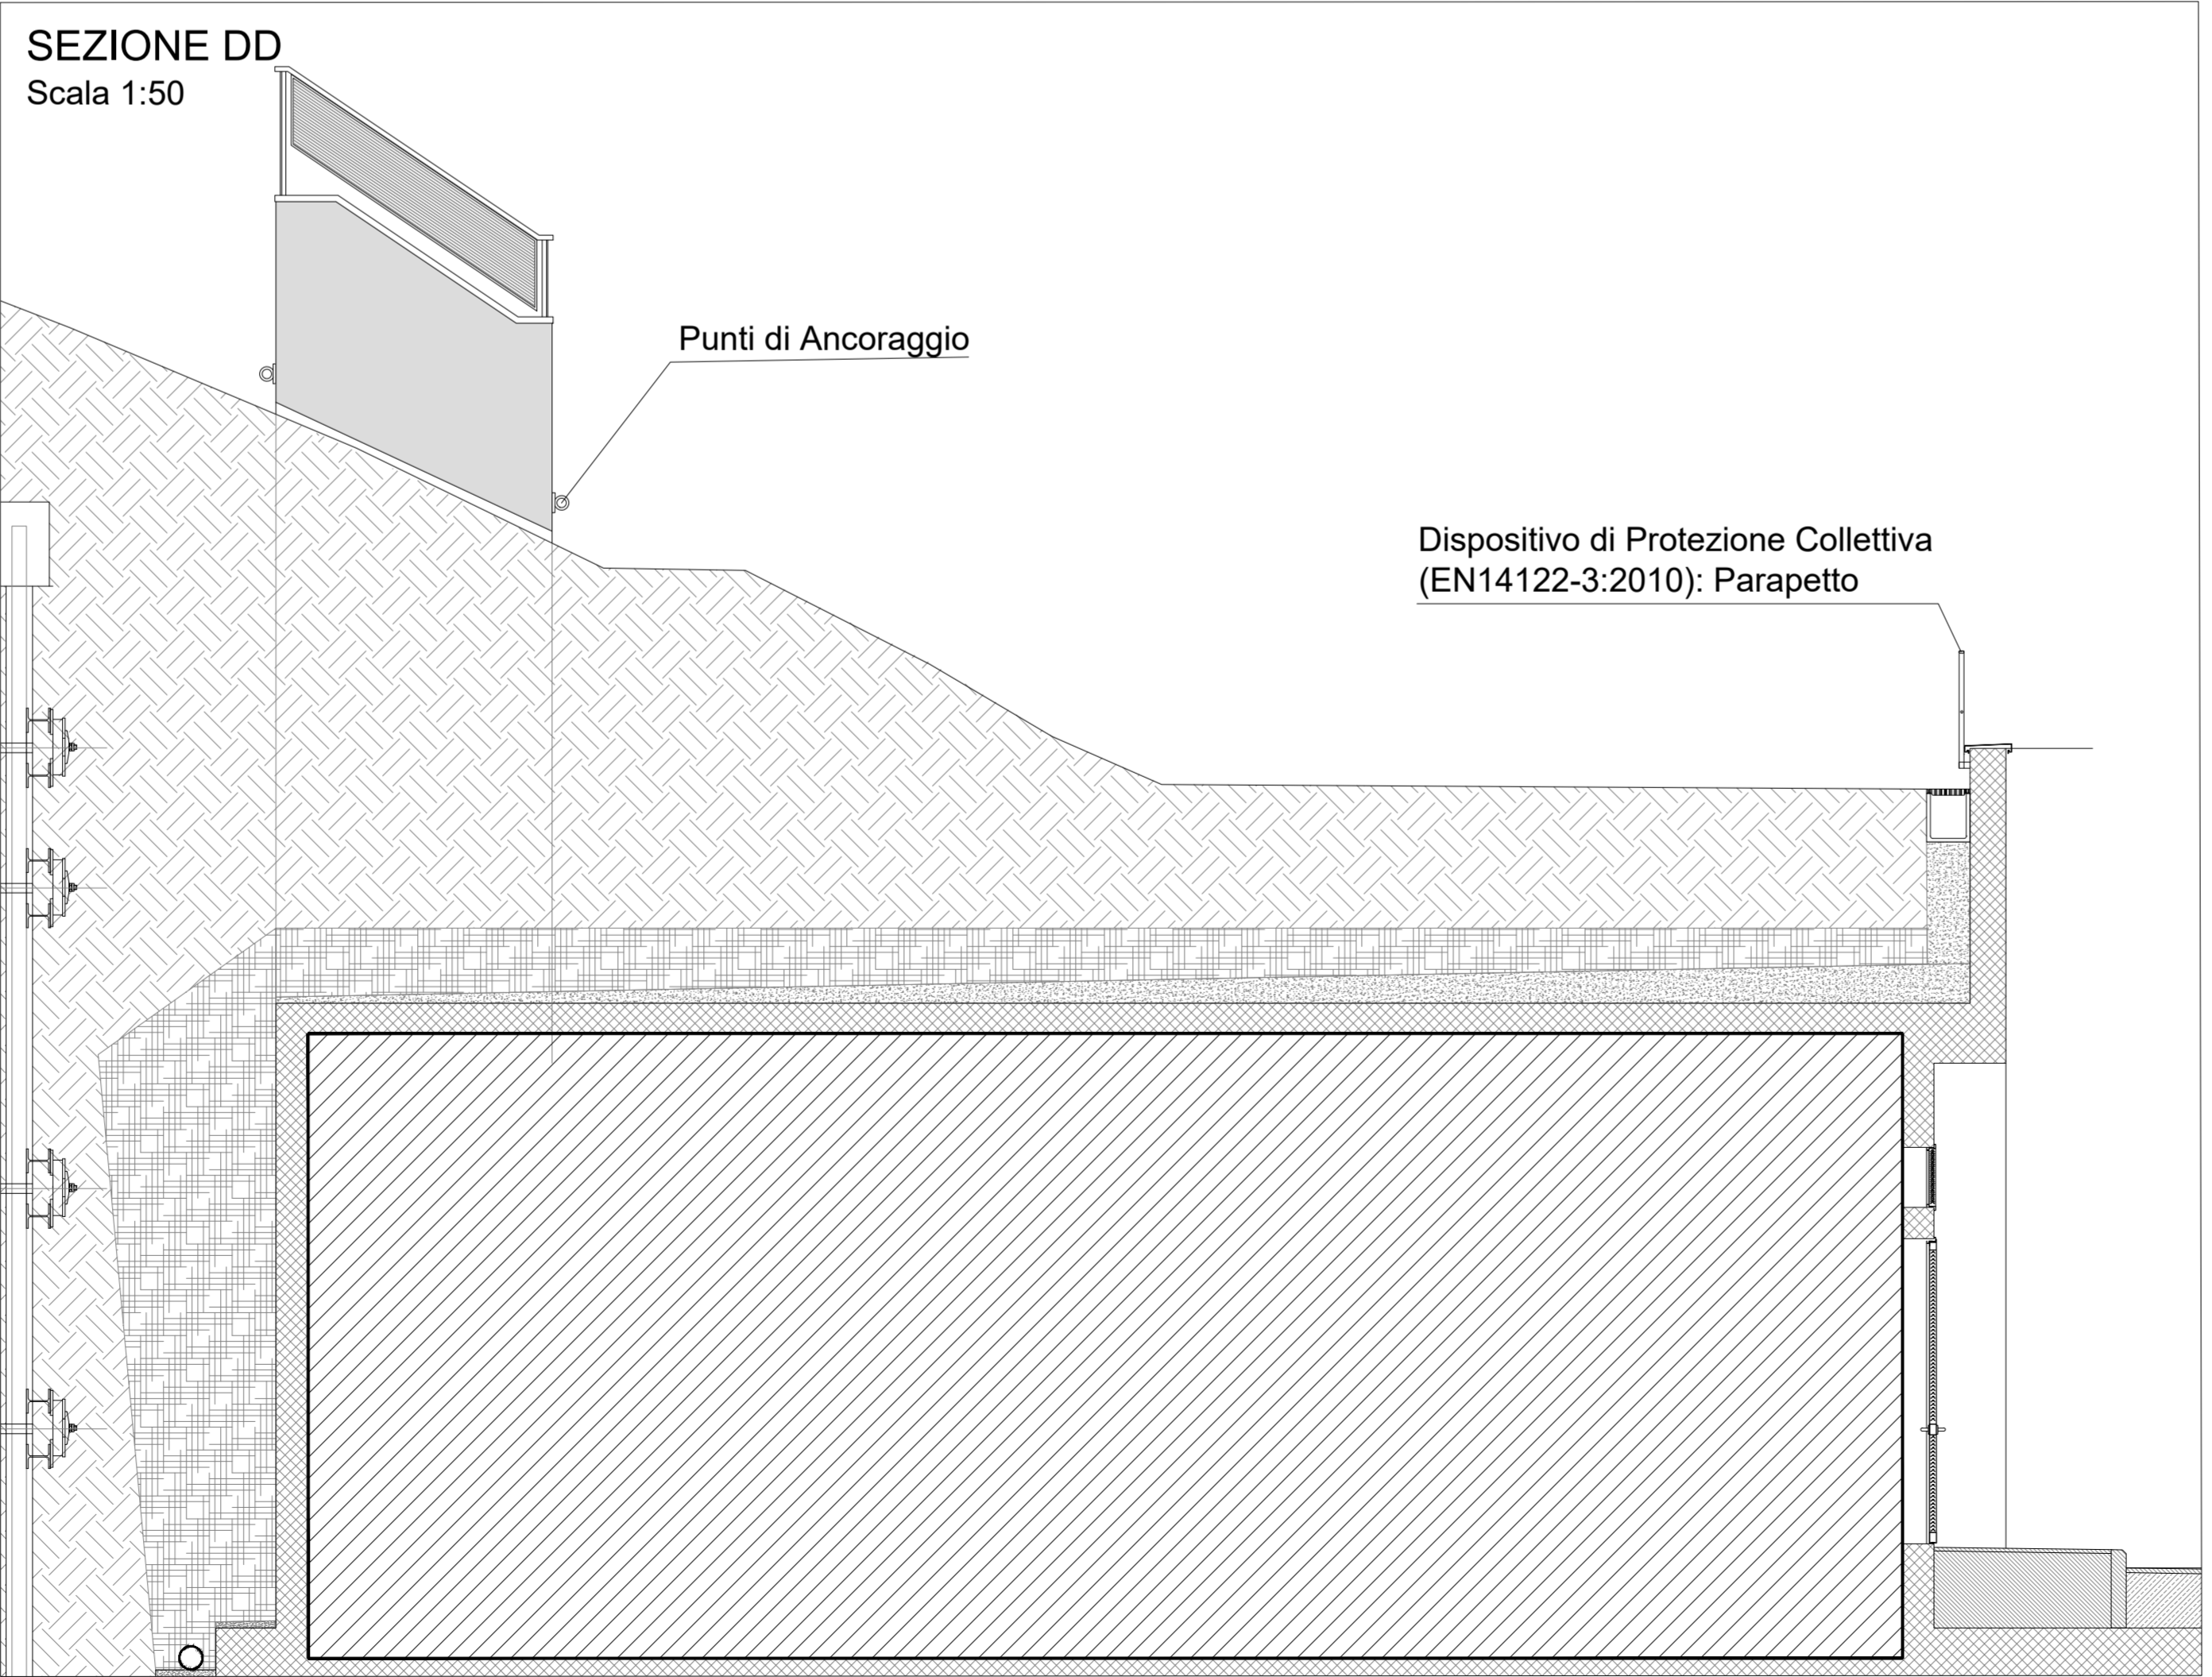 SEZIONE DD
Scala 1:50
Punti di Ancoraggio
Dispositivo di Protezione Collettiva
(EN14122-3:2010): Parapetto